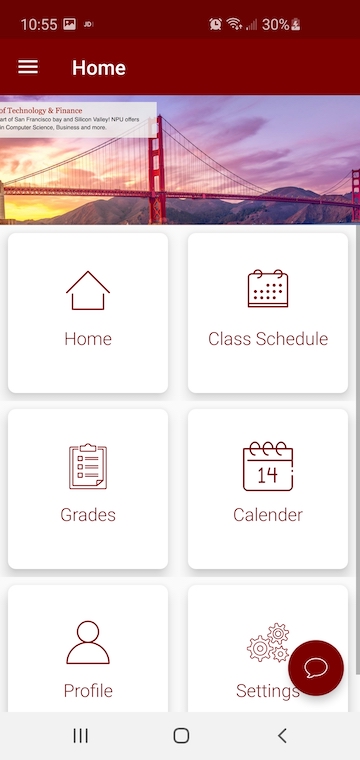 10:55 JD 30%
Home
of Technology & Finance
art of San Francisco bay and Silicon Valley! NPU offers
in Computer Science, Business and more.
Home Class Schedule
14
Grades Calender
Profile Settings